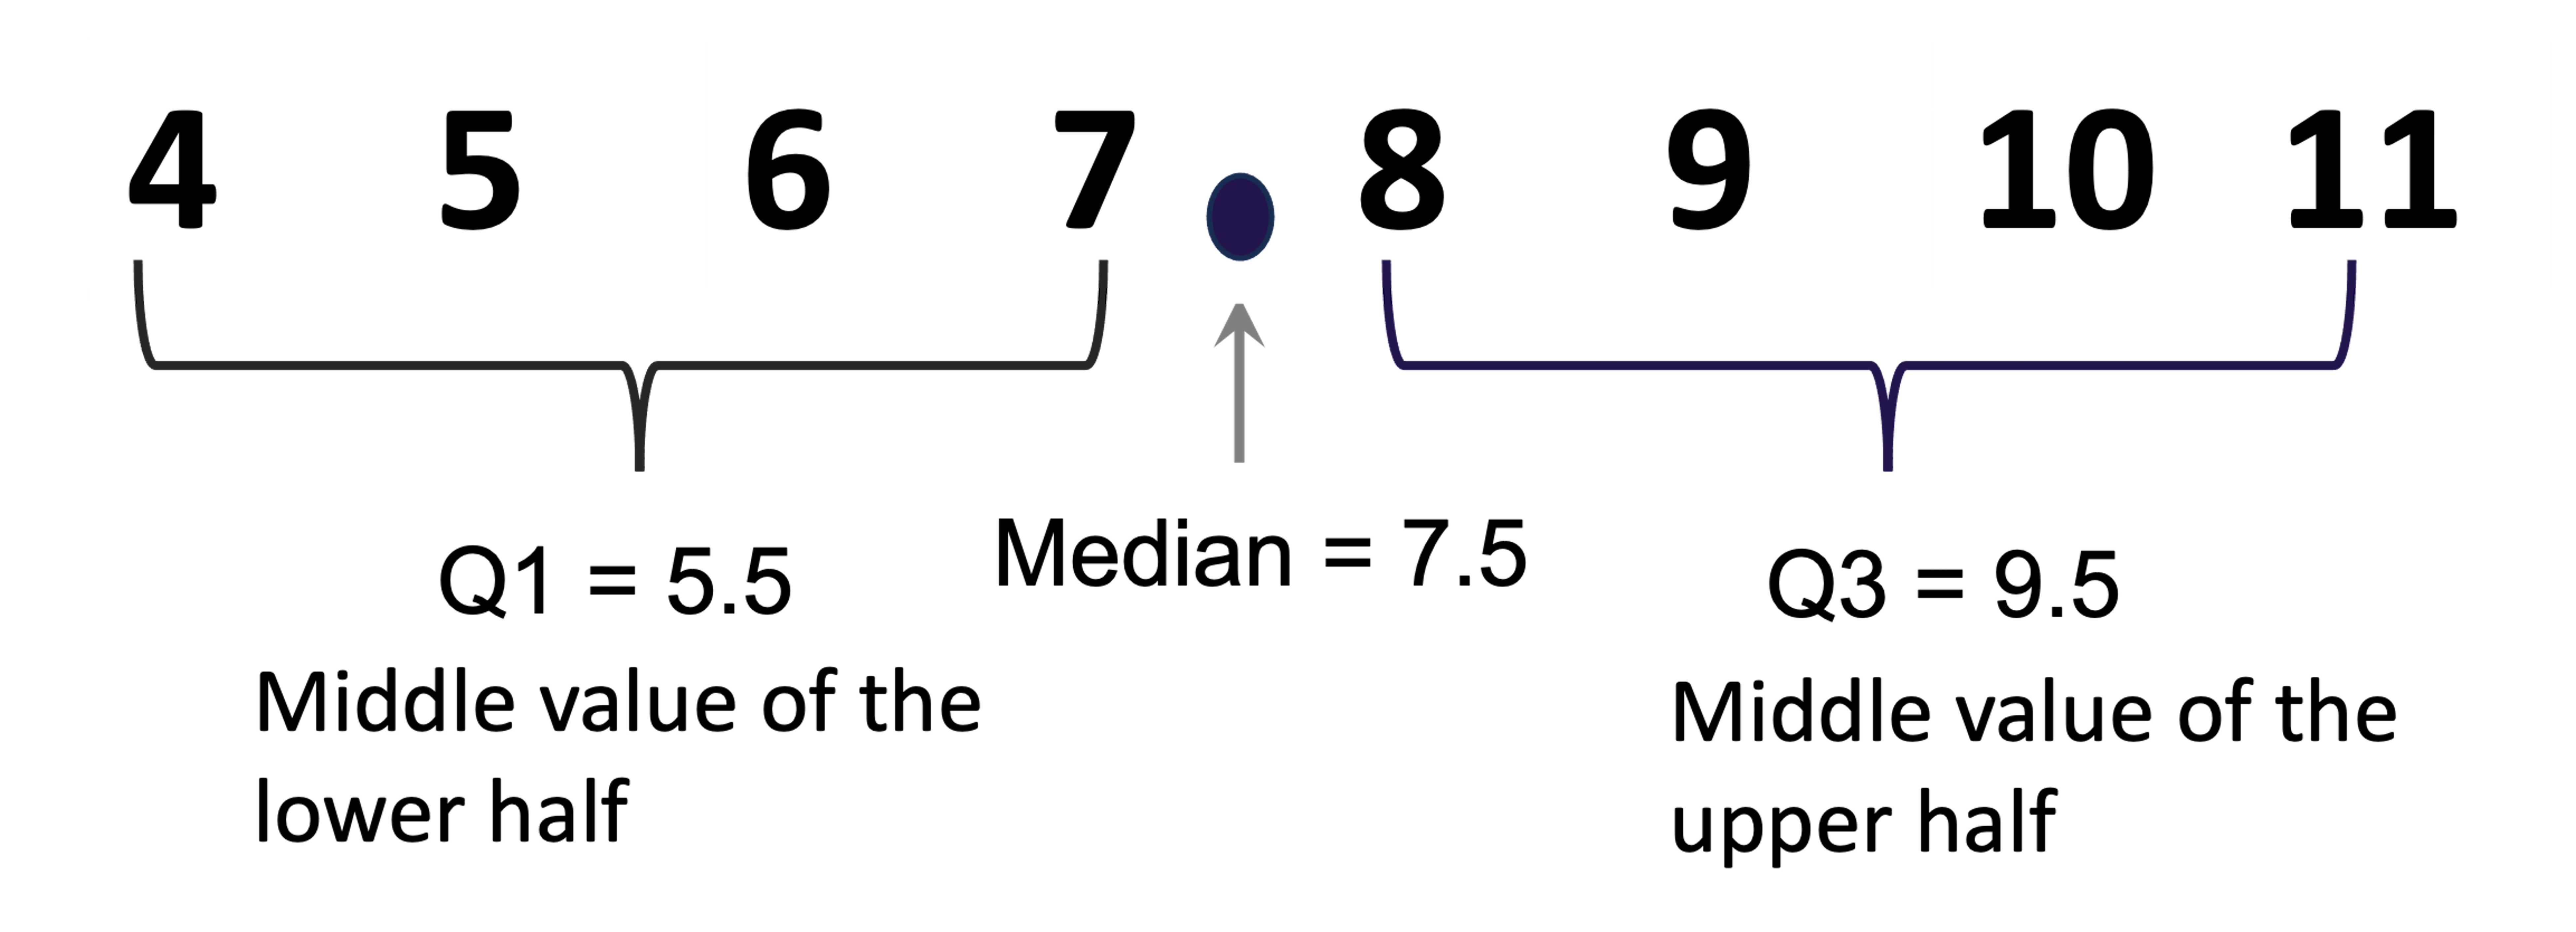 4 5 6 7 8 9 10 11
Q1 = 5.5
Middle value of the
lower half
Median = 7.5
Q3 = 9.5
Middle value of the
upper half